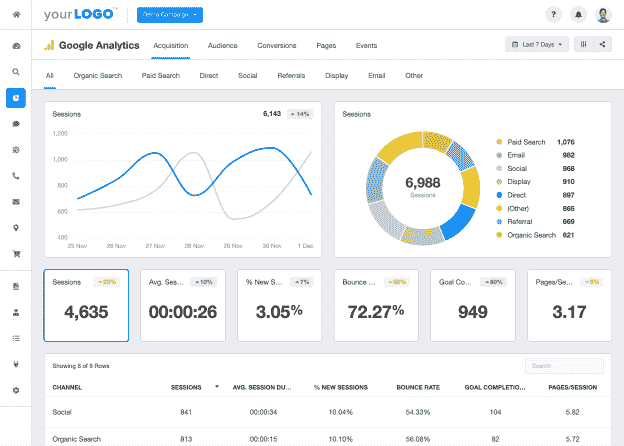 yourLOGO™ Demo Campaign ?
Google Analytics Acquisition Audience Conversions Pages Events Last 7 Days
All Organic Search Paid Search Direct Social Referrals Display Email Other
Sessions 6,143 14%
1,200
1,000
800
600
400
25 Nov 26 Nov 27 Nov 28 Nov 29 Nov 30 Nov 1 Dec
Sessions
6,988
Sessions
Paid Search 1,076
Email 982
Social 968
Display 910
Direct 897
(Other) 865
Referral 669
Organic Search 621
Sessions
4,635
Avg. Ses... 10%
00:00:26
% New S... 7%
3.05%
Bounce ...
72.27%
Goal Co... 80%
949
Pages/Se... 9%
3.17
Showing 8 of 8 Rows Search
CHANNEL SESSIONS AVG. SESSION DU... % NEW SESSIONS BOUNCE RATE GOAL COMPLETIO... PAGES/SESSION
Social 841 00:00:34 10.04% 54.33% 104 5.82
Organic Search 813 00:00:15 10.10% 56.08% 82 5.72